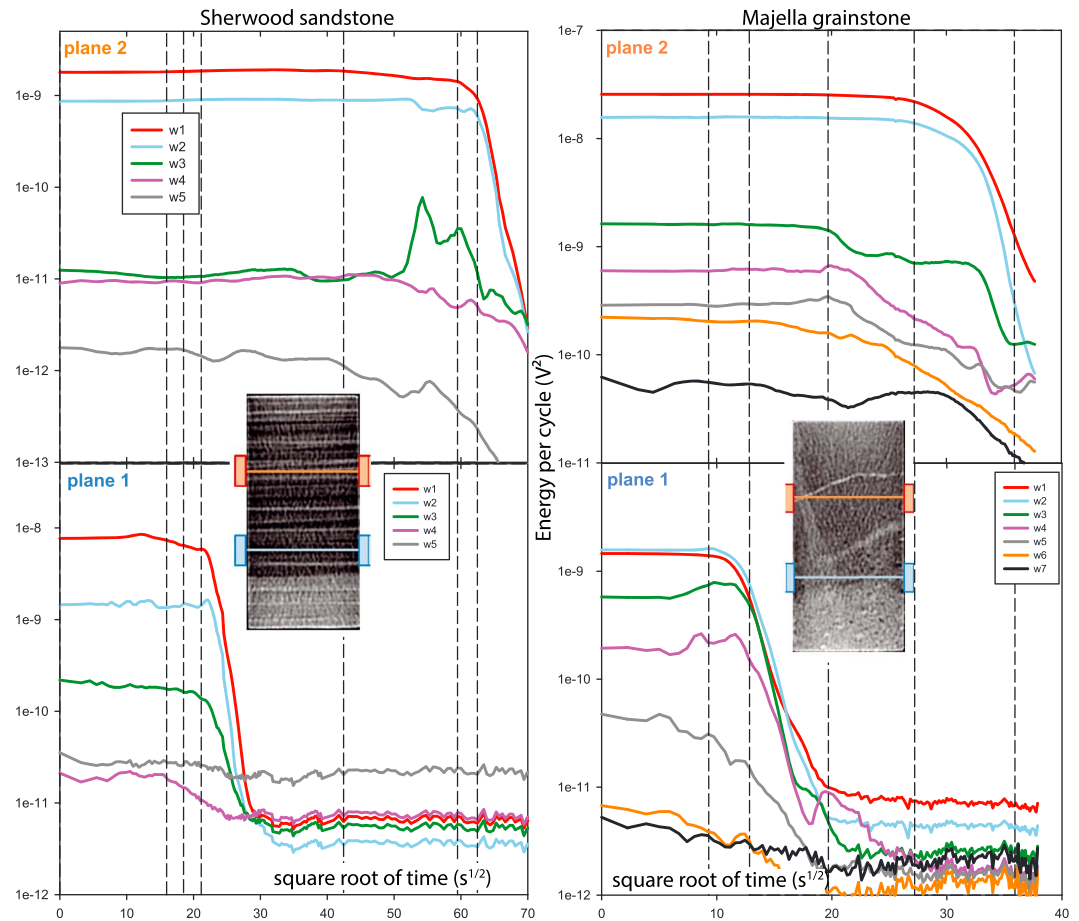 Sherwood sandstone
Majella grainstone
plane 2
1e-9
1e-10
1e-11
1e-12
1e-13
w1
w2
w3
w4
w5
plane 1
1e-8
1e-9
1e-10
1e-11
1e-12
w1
w2
w3
w4
w5
square root of time (s1/2)
0 10 20 30 40 50 60 70
Energy per cycle (V²)
plane 2
1e-7
1e-8
1e-9
1e-10
1e-11
plane 1
1e-9
1e-10
1e-11
1e-12
w1
w2
w3
w4
w5
w6
w7
square root of time (s1/2)
0 10 20 30 40